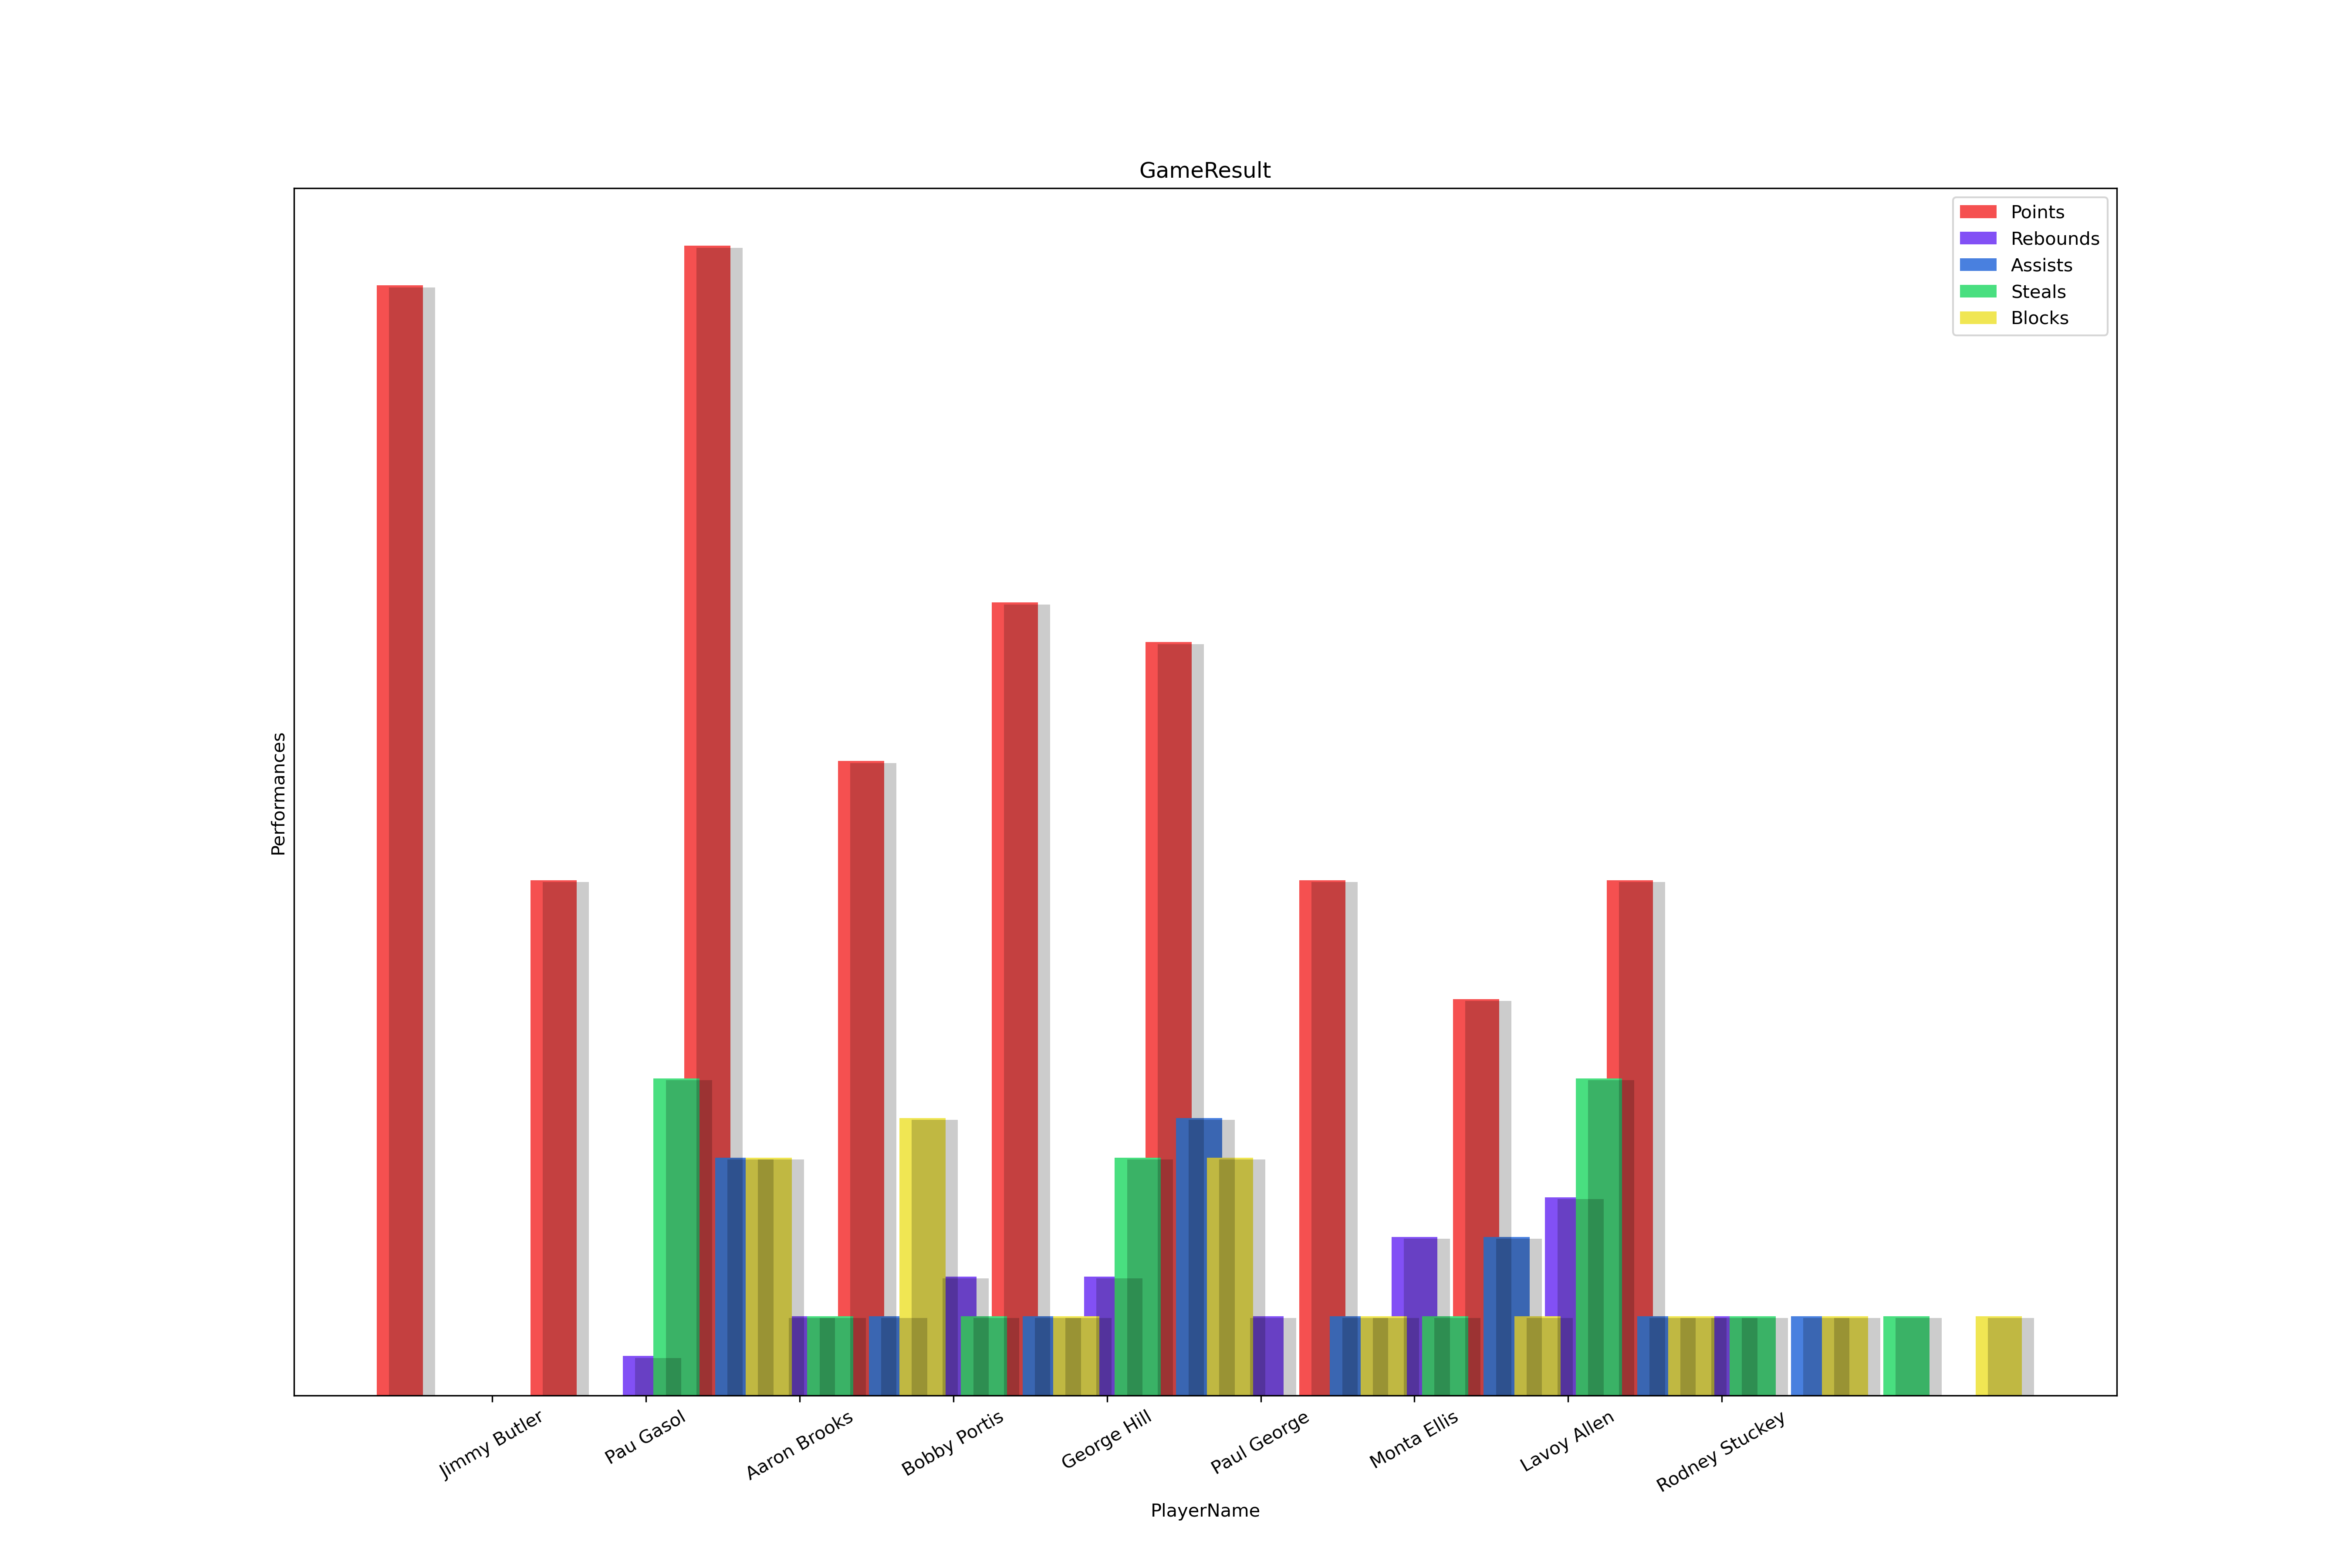 GameResult
Points
Rebounds
Assists
Steals
Blocks
Performances
Jimmy Butler
Pau Gasol
Aaron Brooks
Bobby Portis
George Hill
Paul George
Monta Ellis
Lavoy Allen
Rodney Stuckey
PlayerName